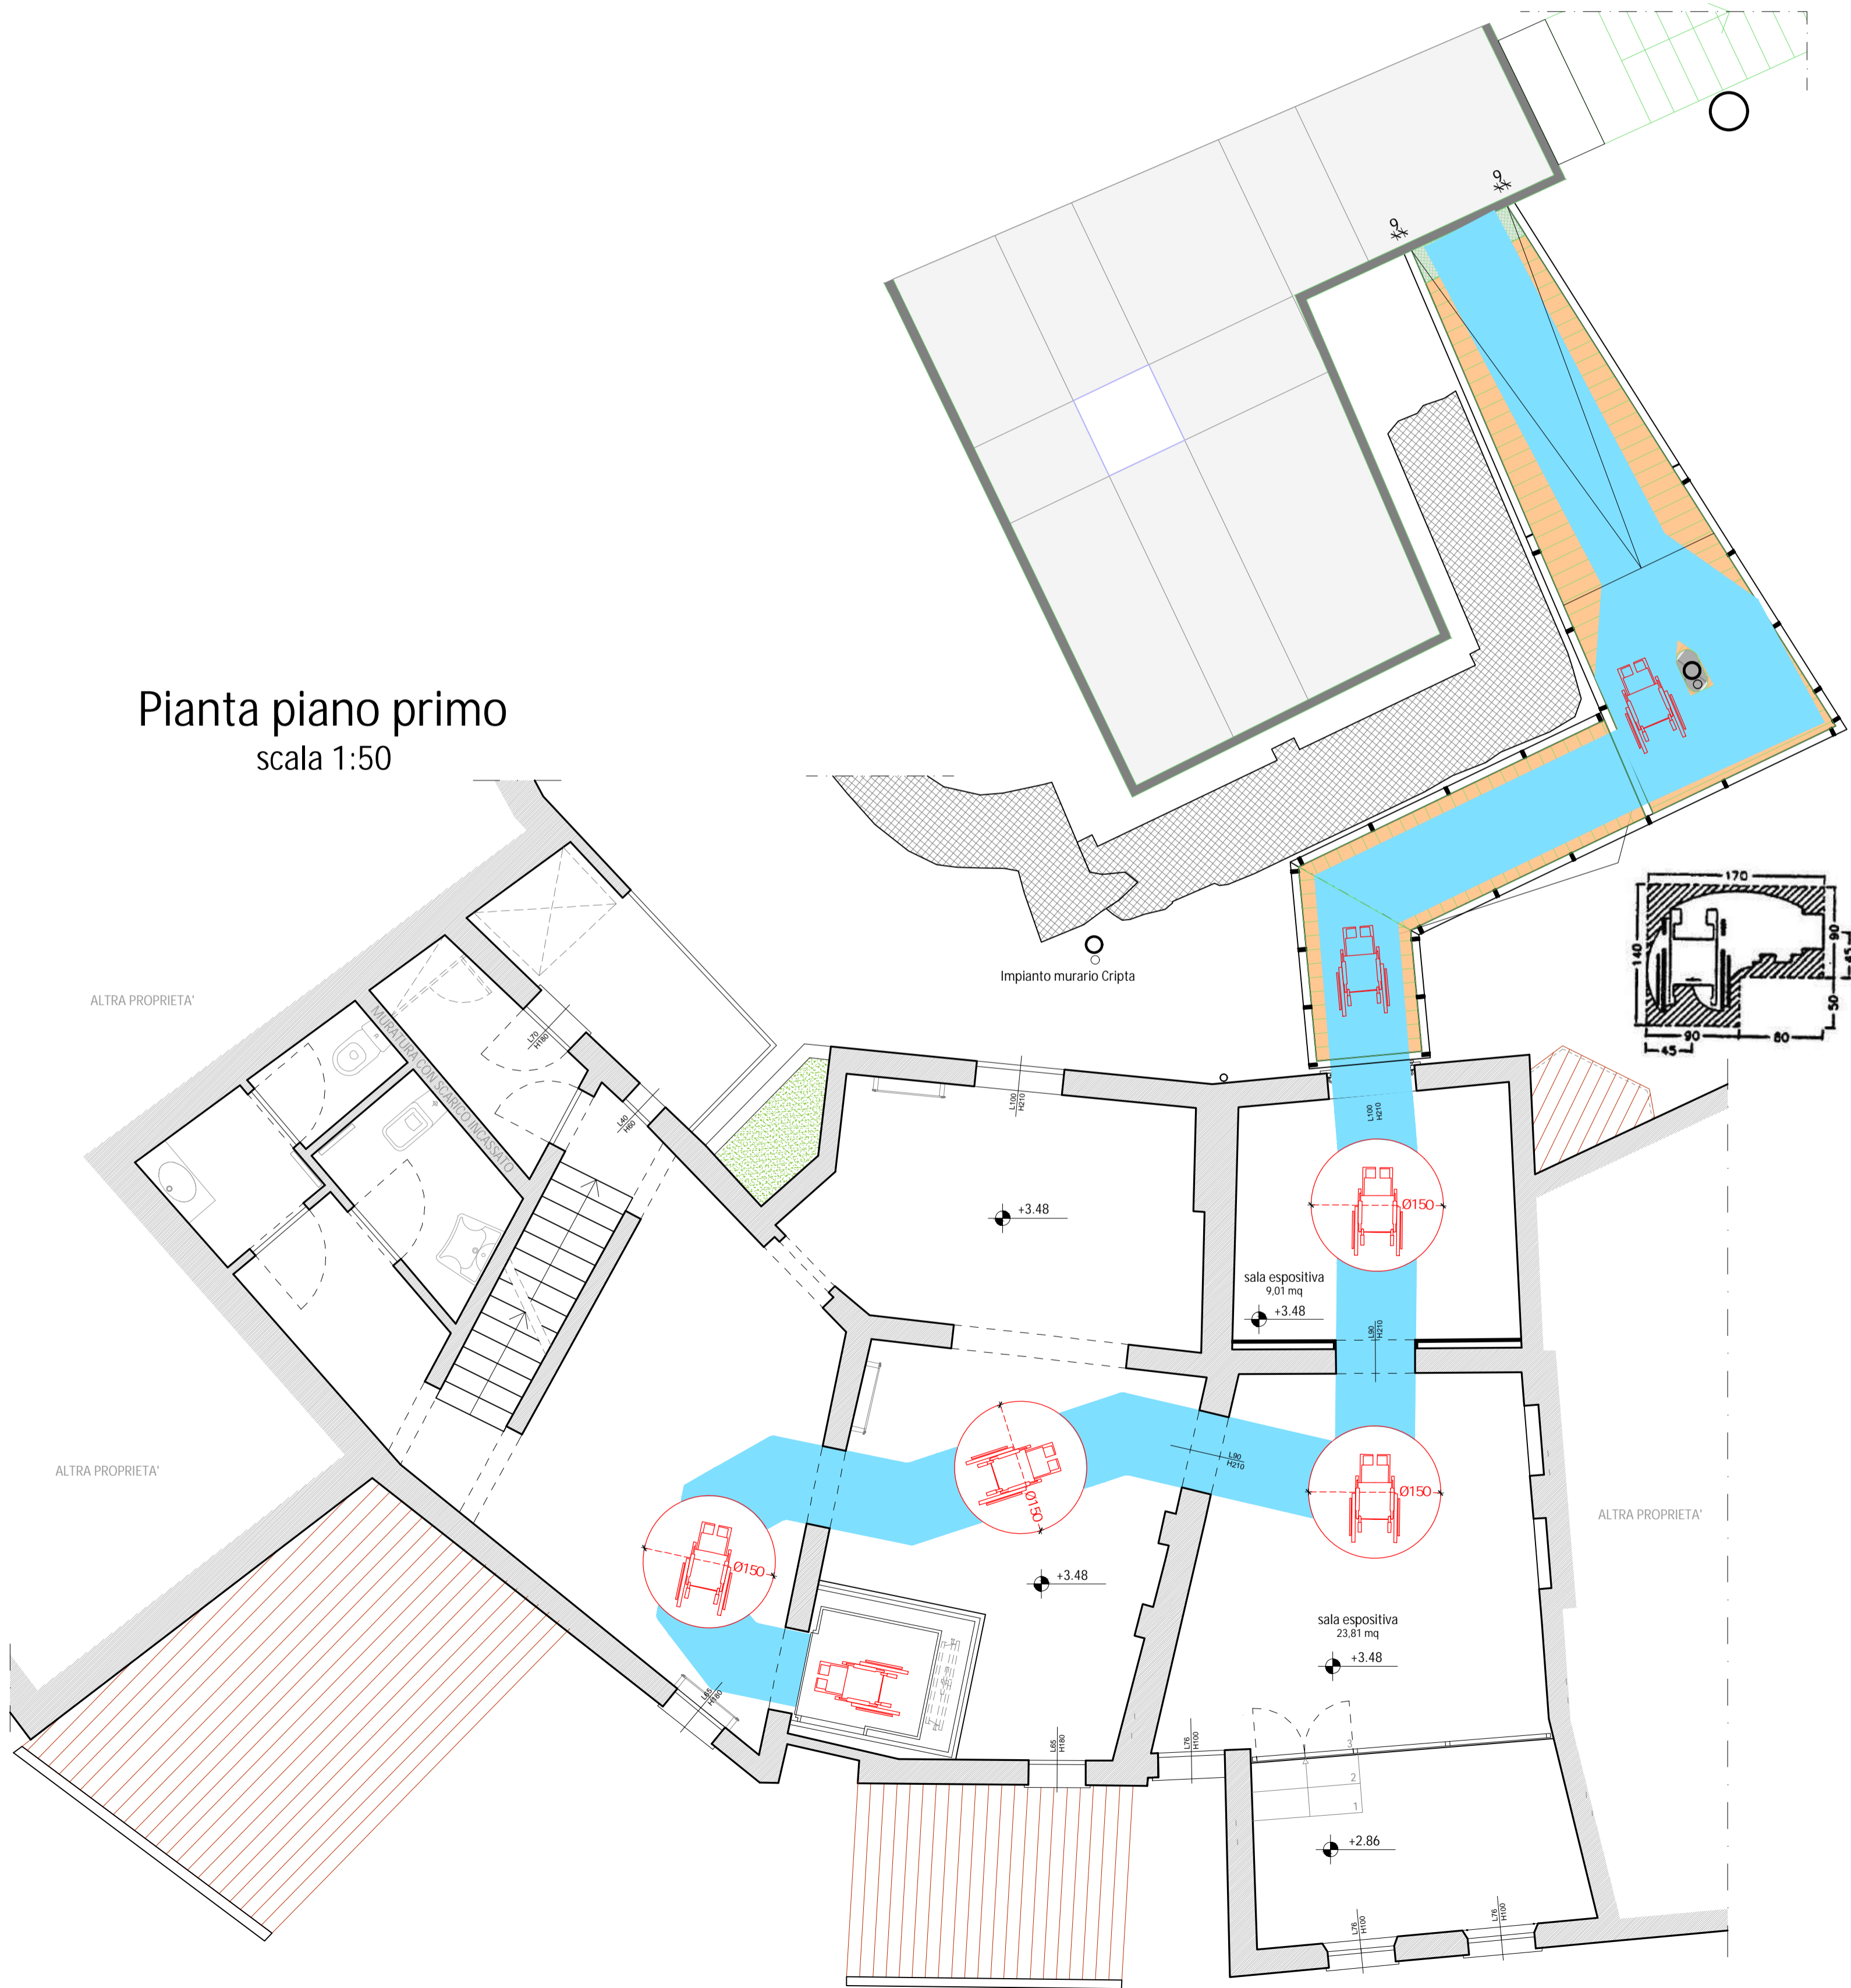 9
9
Pianta piano primo
scala 1:50
170
140
90
45
50
90
80
45
Impianto murario Cripta
ALTRA PROPRIETA'
MURATURA CON SCARICO INCASSATO
L70
H180
L40
H60
L100
H210
L100
H210
+3.48
Ø150
sala espositiva
9,01 mq
+3.48
L90
H210
ALTRA PROPRIETA'
L90
H210
Ø150
Ø150
ALTRA PROPRIETA'
Ø150
+3.48
sala espositiva
23,81 mq
+3.48
L65
H180
L65
H180
L76
H100
3
2
1
+2.86
L76
H100
L76
H100